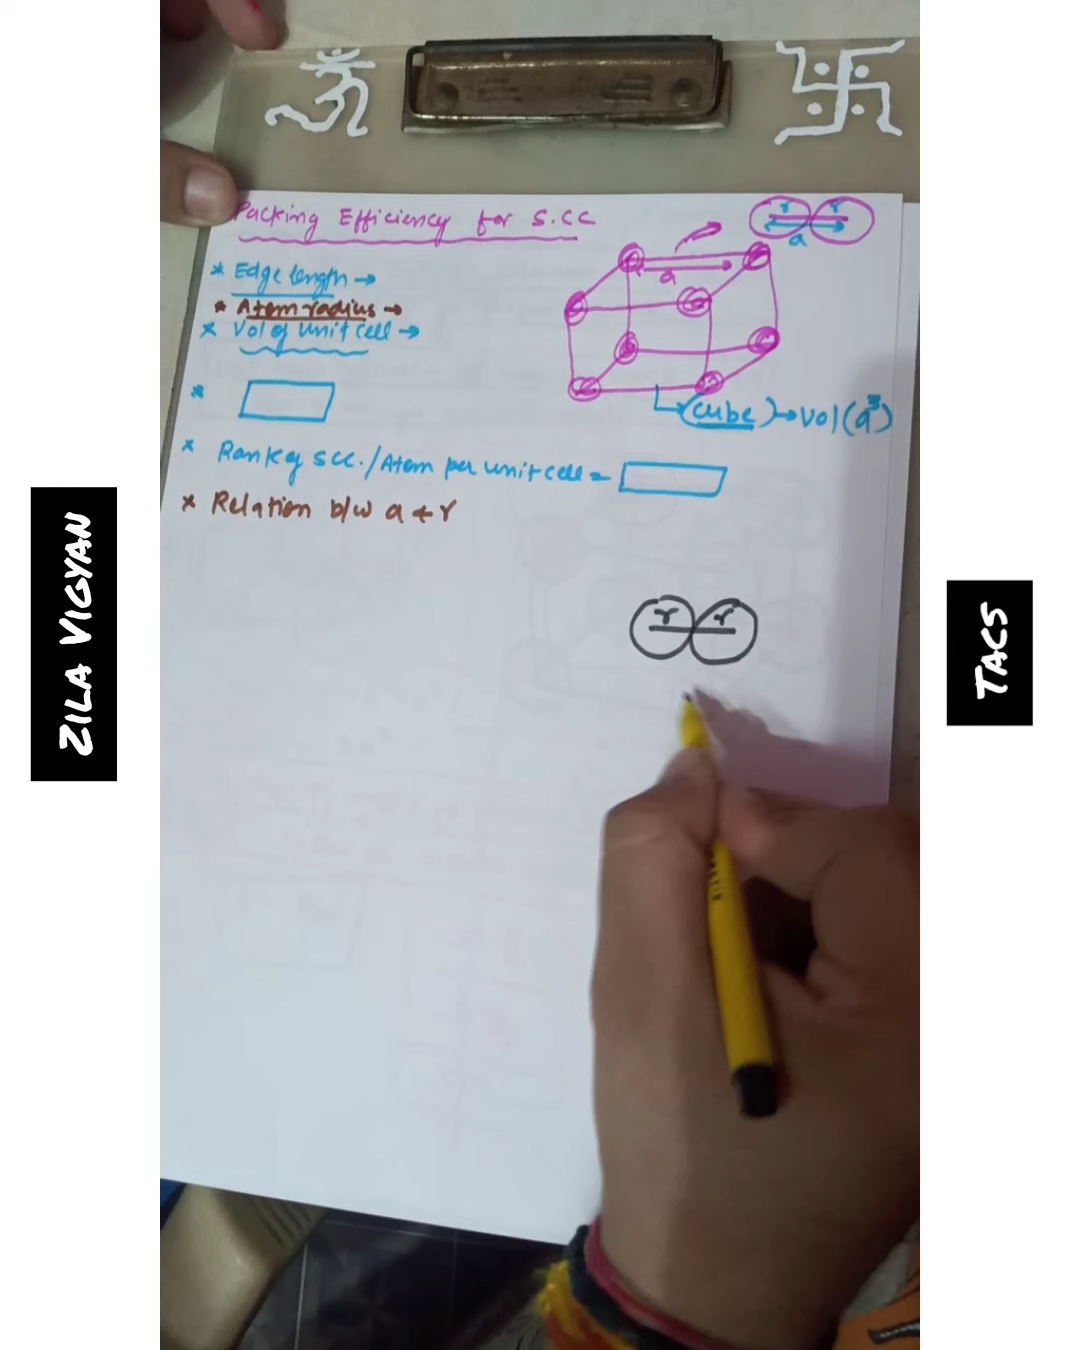 ॐ
Packing Efficiency for S.CC
r r
a
* Edge length →
a
* Atom radius →
* Vol of Unit cell →
(cube) → Vol (a³)
*
* Rank of SCC. / Atom per unit cell =
* Relation b/w a & r
r r
ZILA VIGYAN
TACS